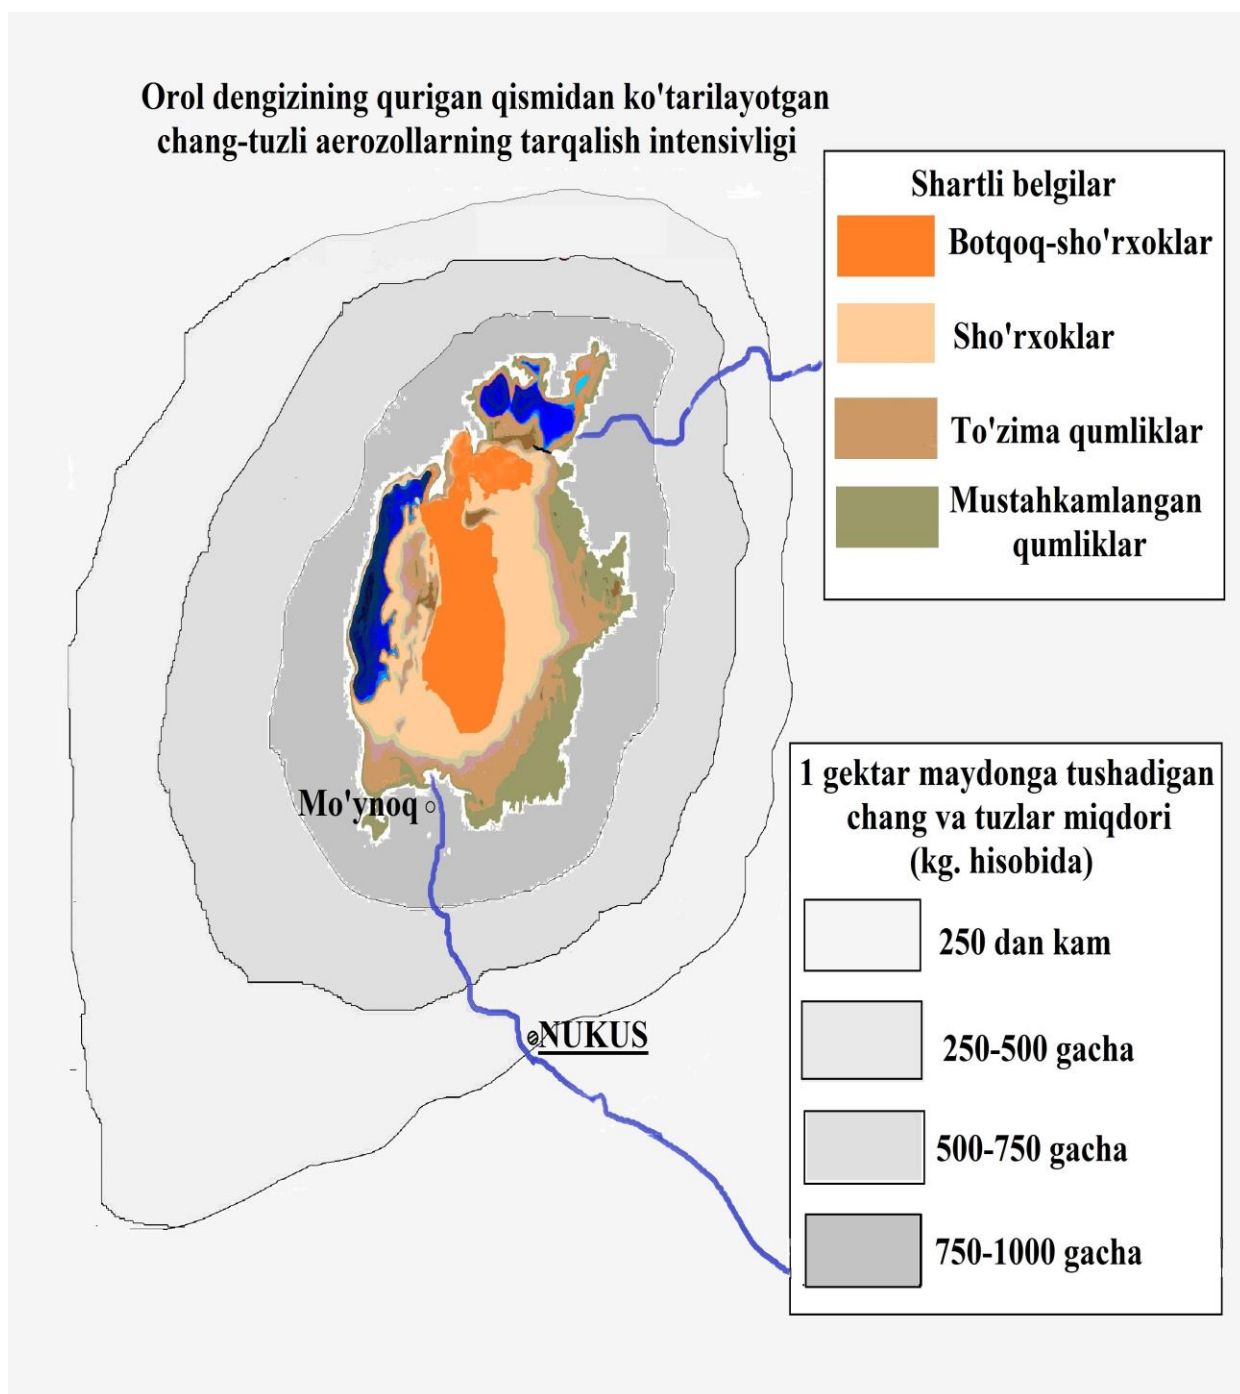 Orol dengizining qurigan qismidan ko'tarilayotgan
chang-tuzli aerozollarning tarqalish intensivligi
Shartli belgilar
Botqoq-sho'rxoklar
Sho'rxoklar
To'zima qumliklar
Mustahkamlangan
qumliklar
Mo'ynoq
NUKUS
1 gektar maydonga tushadigan
chang va tuzlar miqdori
(kg. hisobida)
250 dan kam
250-500 gacha
500-750 gacha
750-1000 gacha